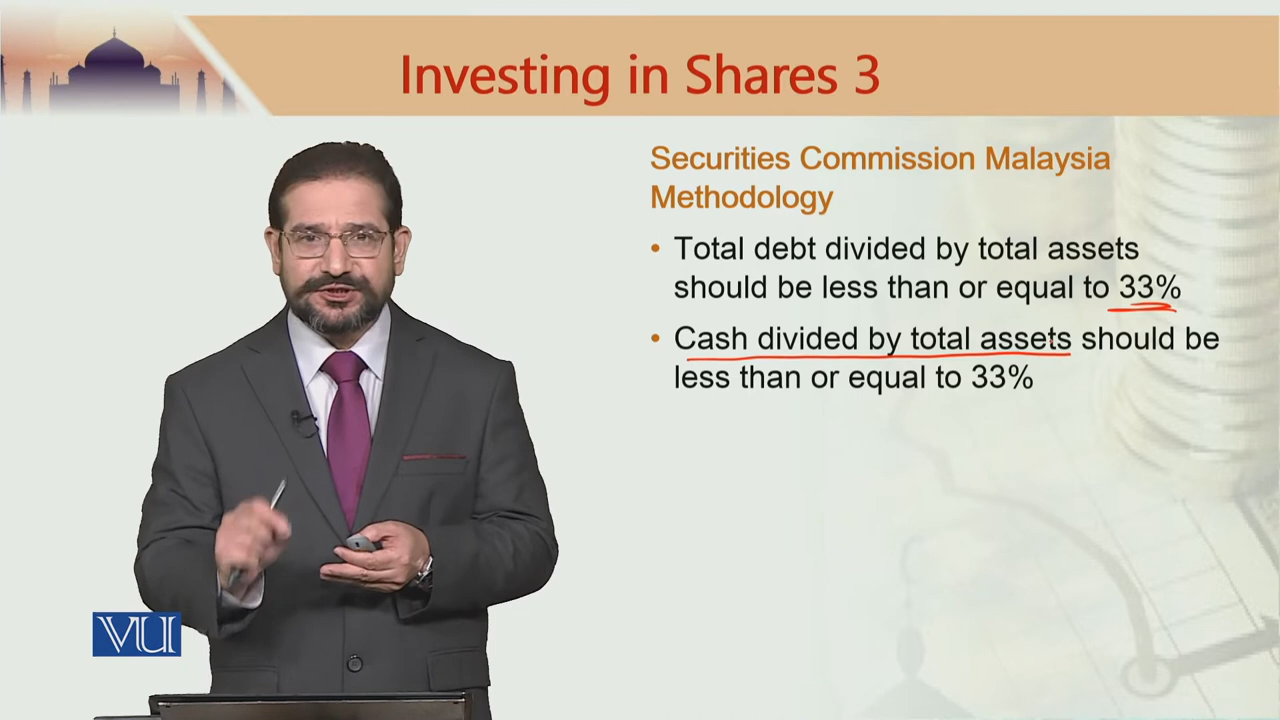 Investing in Shares 3
Securities Commission Malaysia
Methodology
• Total debt divided by total assets
should be less than or equal to 33%
• Cash divided by total assets should be
less than or equal to 33%
VU